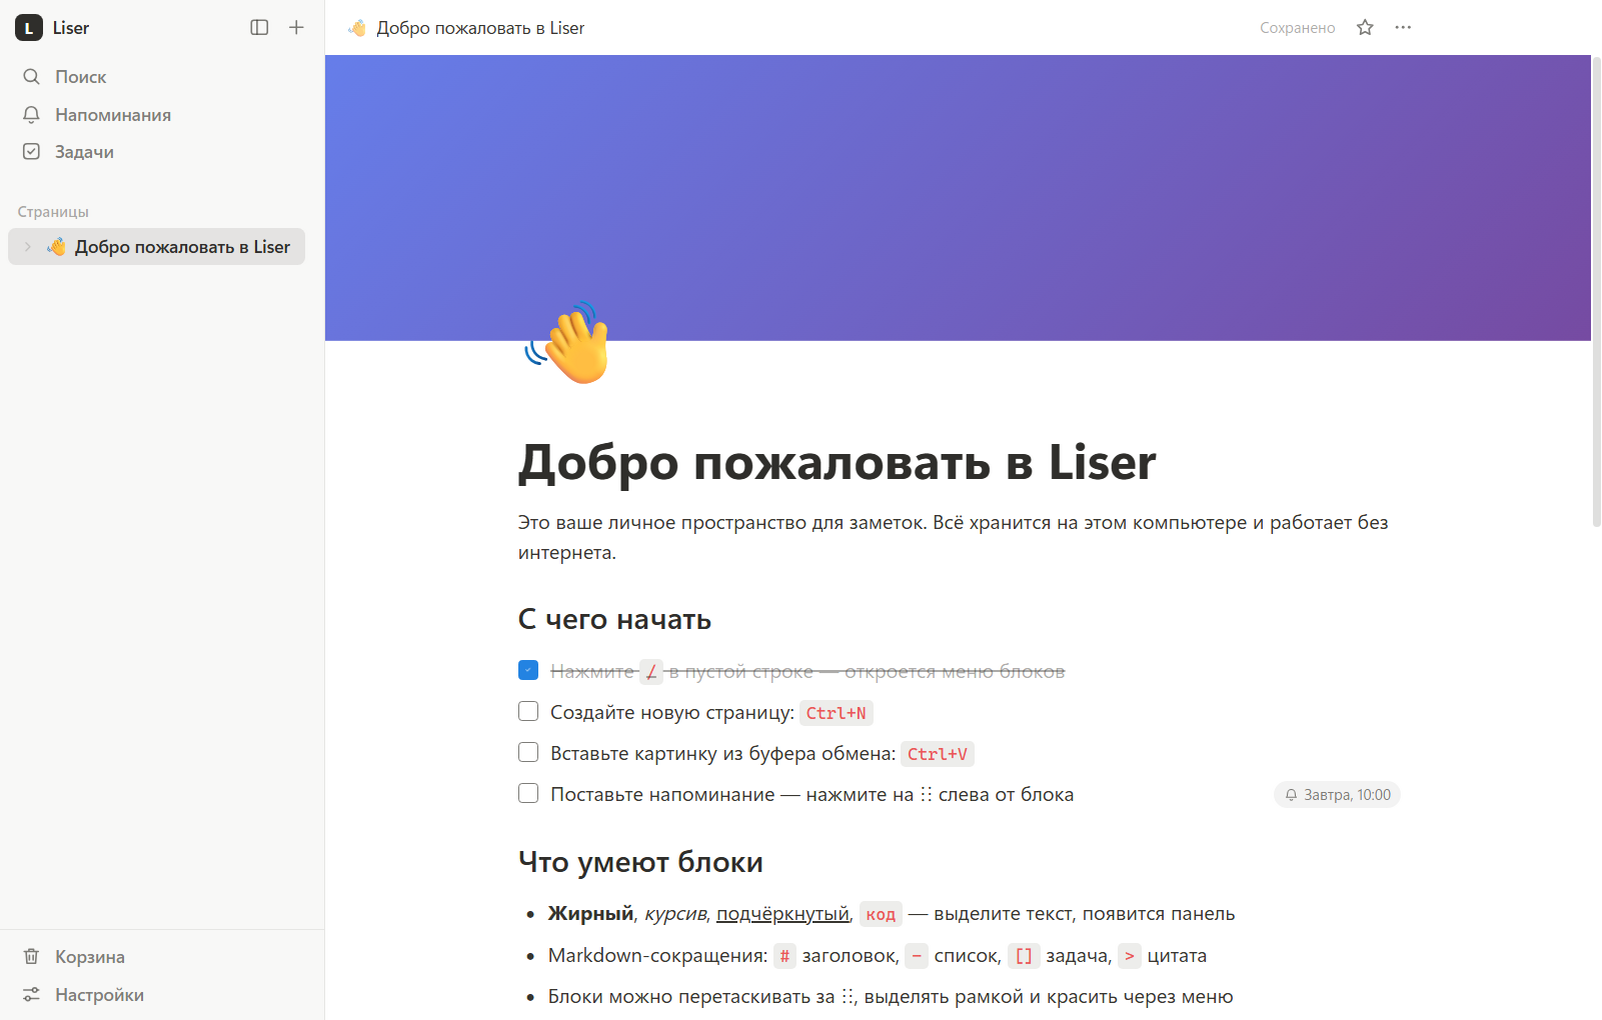 L Liser
Поиск
Напоминания
Задачи
Страницы
👋 Добро пожаловать в Liser
Корзина
Настройки
👋 Добро пожаловать в Liser
Сохранено
Добро пожаловать в Liser
Это ваше личное пространство для заметок. Всё хранится на этом компьютере и работает без
интернета.
С чего начать
Нажмите / в пустой строке — откроется меню блоков
Создайте новую страницу: Ctrl+N
Вставьте картинку из буфера обмена: Ctrl+V
Поставьте напоминание — нажмите на ⠿ слева от блока
Завтра, 10:00
Что умеют блоки
• Жирный, курсив, подчёркнутый, код — выделите текст, появится панель
• Markdown-сокращения: # заголовок, - список, [] задача, > цитата
• Блоки можно перетаскивать за ⠿, выделять рамкой и красить через меню